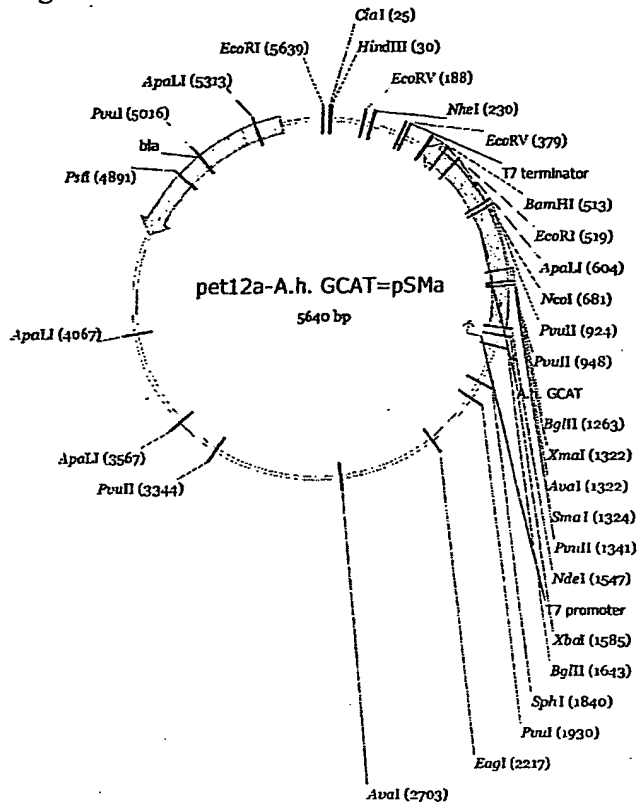 ClaI (25)
HindIII (30)
EcoRI (5639)
EcoRV (188)
ApaLI (5313)
NheI (230)
PvuI (5016)
EcoRV (379)
bla
T7 terminator
PstI (4891)
BamHI (513)
EcoRI (519)
ApaLI (604)
pet12a-A.h. GCAT=pSMa
5640 bp
NcoI (681)
PvuII (924)
ApaLI (4067)
PvuII (948)
A.h. GCAT
BglII (1263)
ApaLI (3567)
XmaI (1322)
PvuII (3344)
AvaI (1322)
SmaI (1324)
PvuII (1341)
NdeI (1547)
T7 promoter
XbaI (1585)
BglII (1643)
SphI (1840)
PvuI (1930)
EagI (2217)
AvaI (2703)